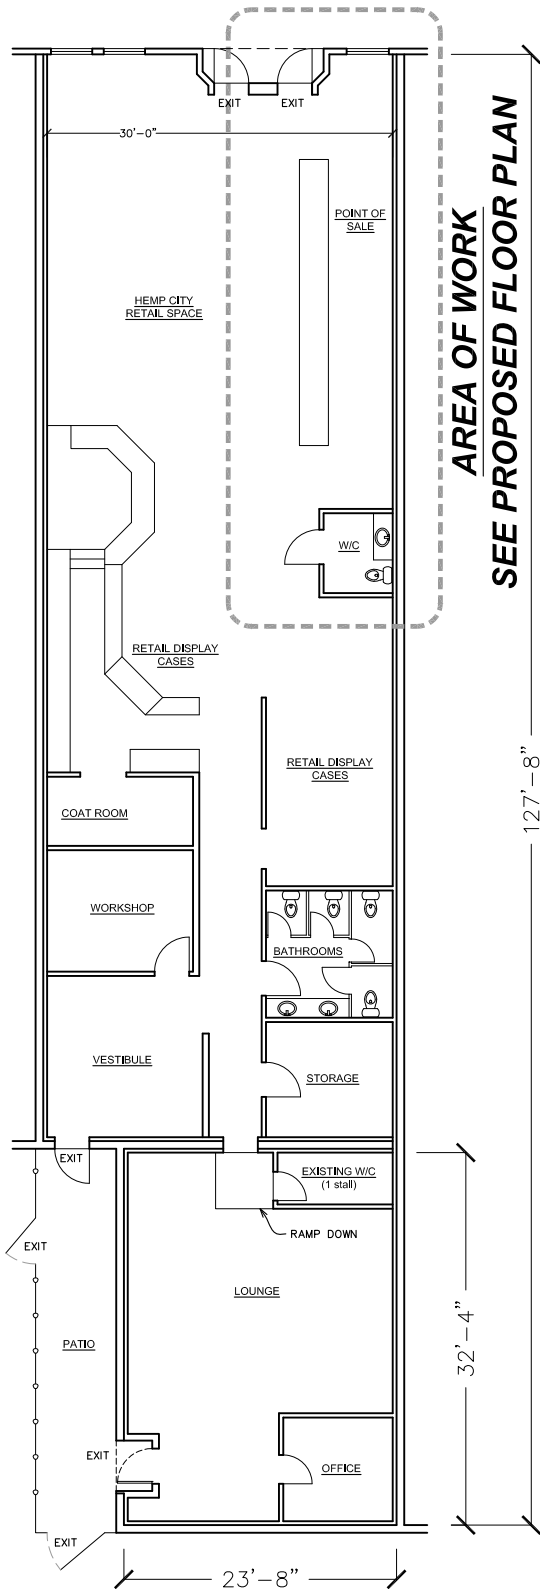 EXIT
EXIT
30'-0"
POINT OF
SALE
AREA OF WORK
SEE PROPOSED FLOOR PLAN
HEMP CITY
RETAIL SPACE
W/C
RETAIL DISPLAY
CASES
RETAIL DISPLAY
CASES
127'-8"
COAT ROOM
WORKSHOP
BATHROOMS
VESTIBULE
STORAGE
EXIT
EXISTING W/C
(1 stall)
RAMP DOWN
EXIT
LOUNGE
PATIO
32'-4"
EXIT
OFFICE
EXIT
23'-8"